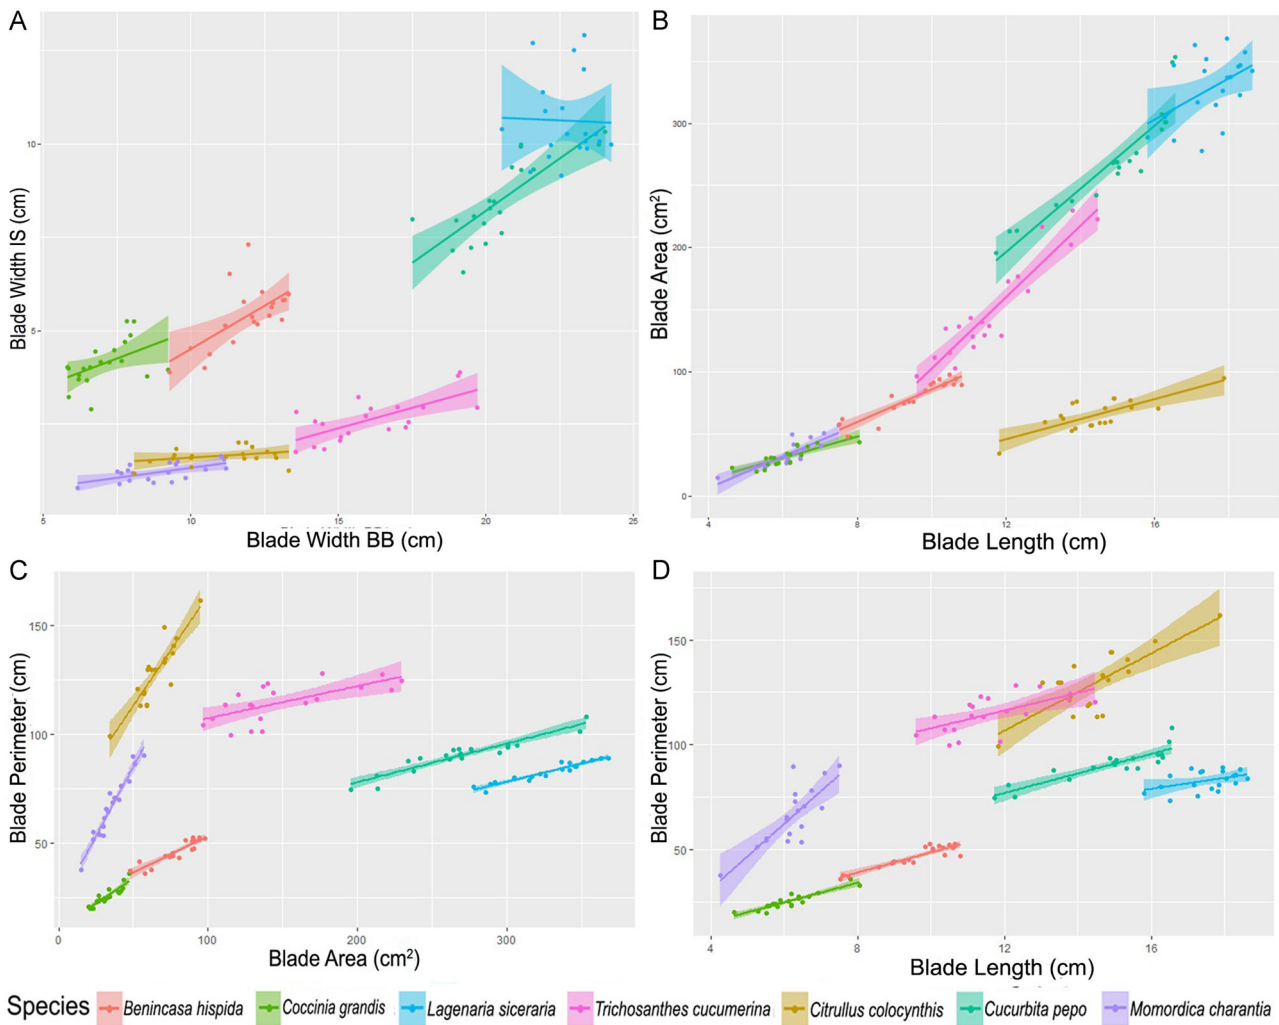 A
B
Blade Width IS (cm)
10
5
5
10
15
20
25
Blade Width BB (cm)
Blade Area (cm²)
300
200
100
0
4
8
12
16
Blade Length (cm)
C
D
Blade Perimeter (cm)
150
100
50
0
100
200
300
Blade Area (cm²)
Blade Perimeter (cm)
150
100
50
4
8
12
16
Blade Length (cm)
Species Benincasa hispida Coccinia grandis Lagenaria siceraria Trichosanthes cucumerina Citrullus colocynthis Cucurbita pepo Momordica charantia